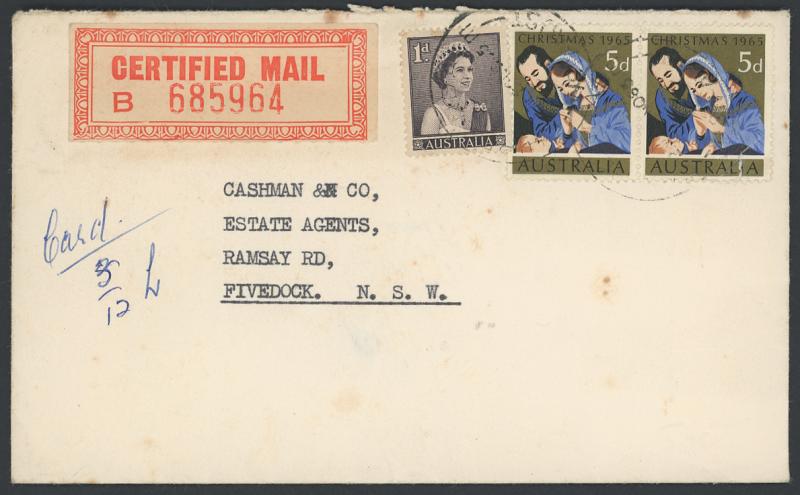 CERTIFIED MAIL
B 685964
1d.
AUSTRALIA
CHRISTMAS 1965
5d
AUSTRALIA
CHRISTMAS 1965
5d
AUSTRALIA
CASHMAN & CO,
ESTATE AGENTS,
RAMSAY RD,
FIVEDOCK. N. S. W.
Card.
12